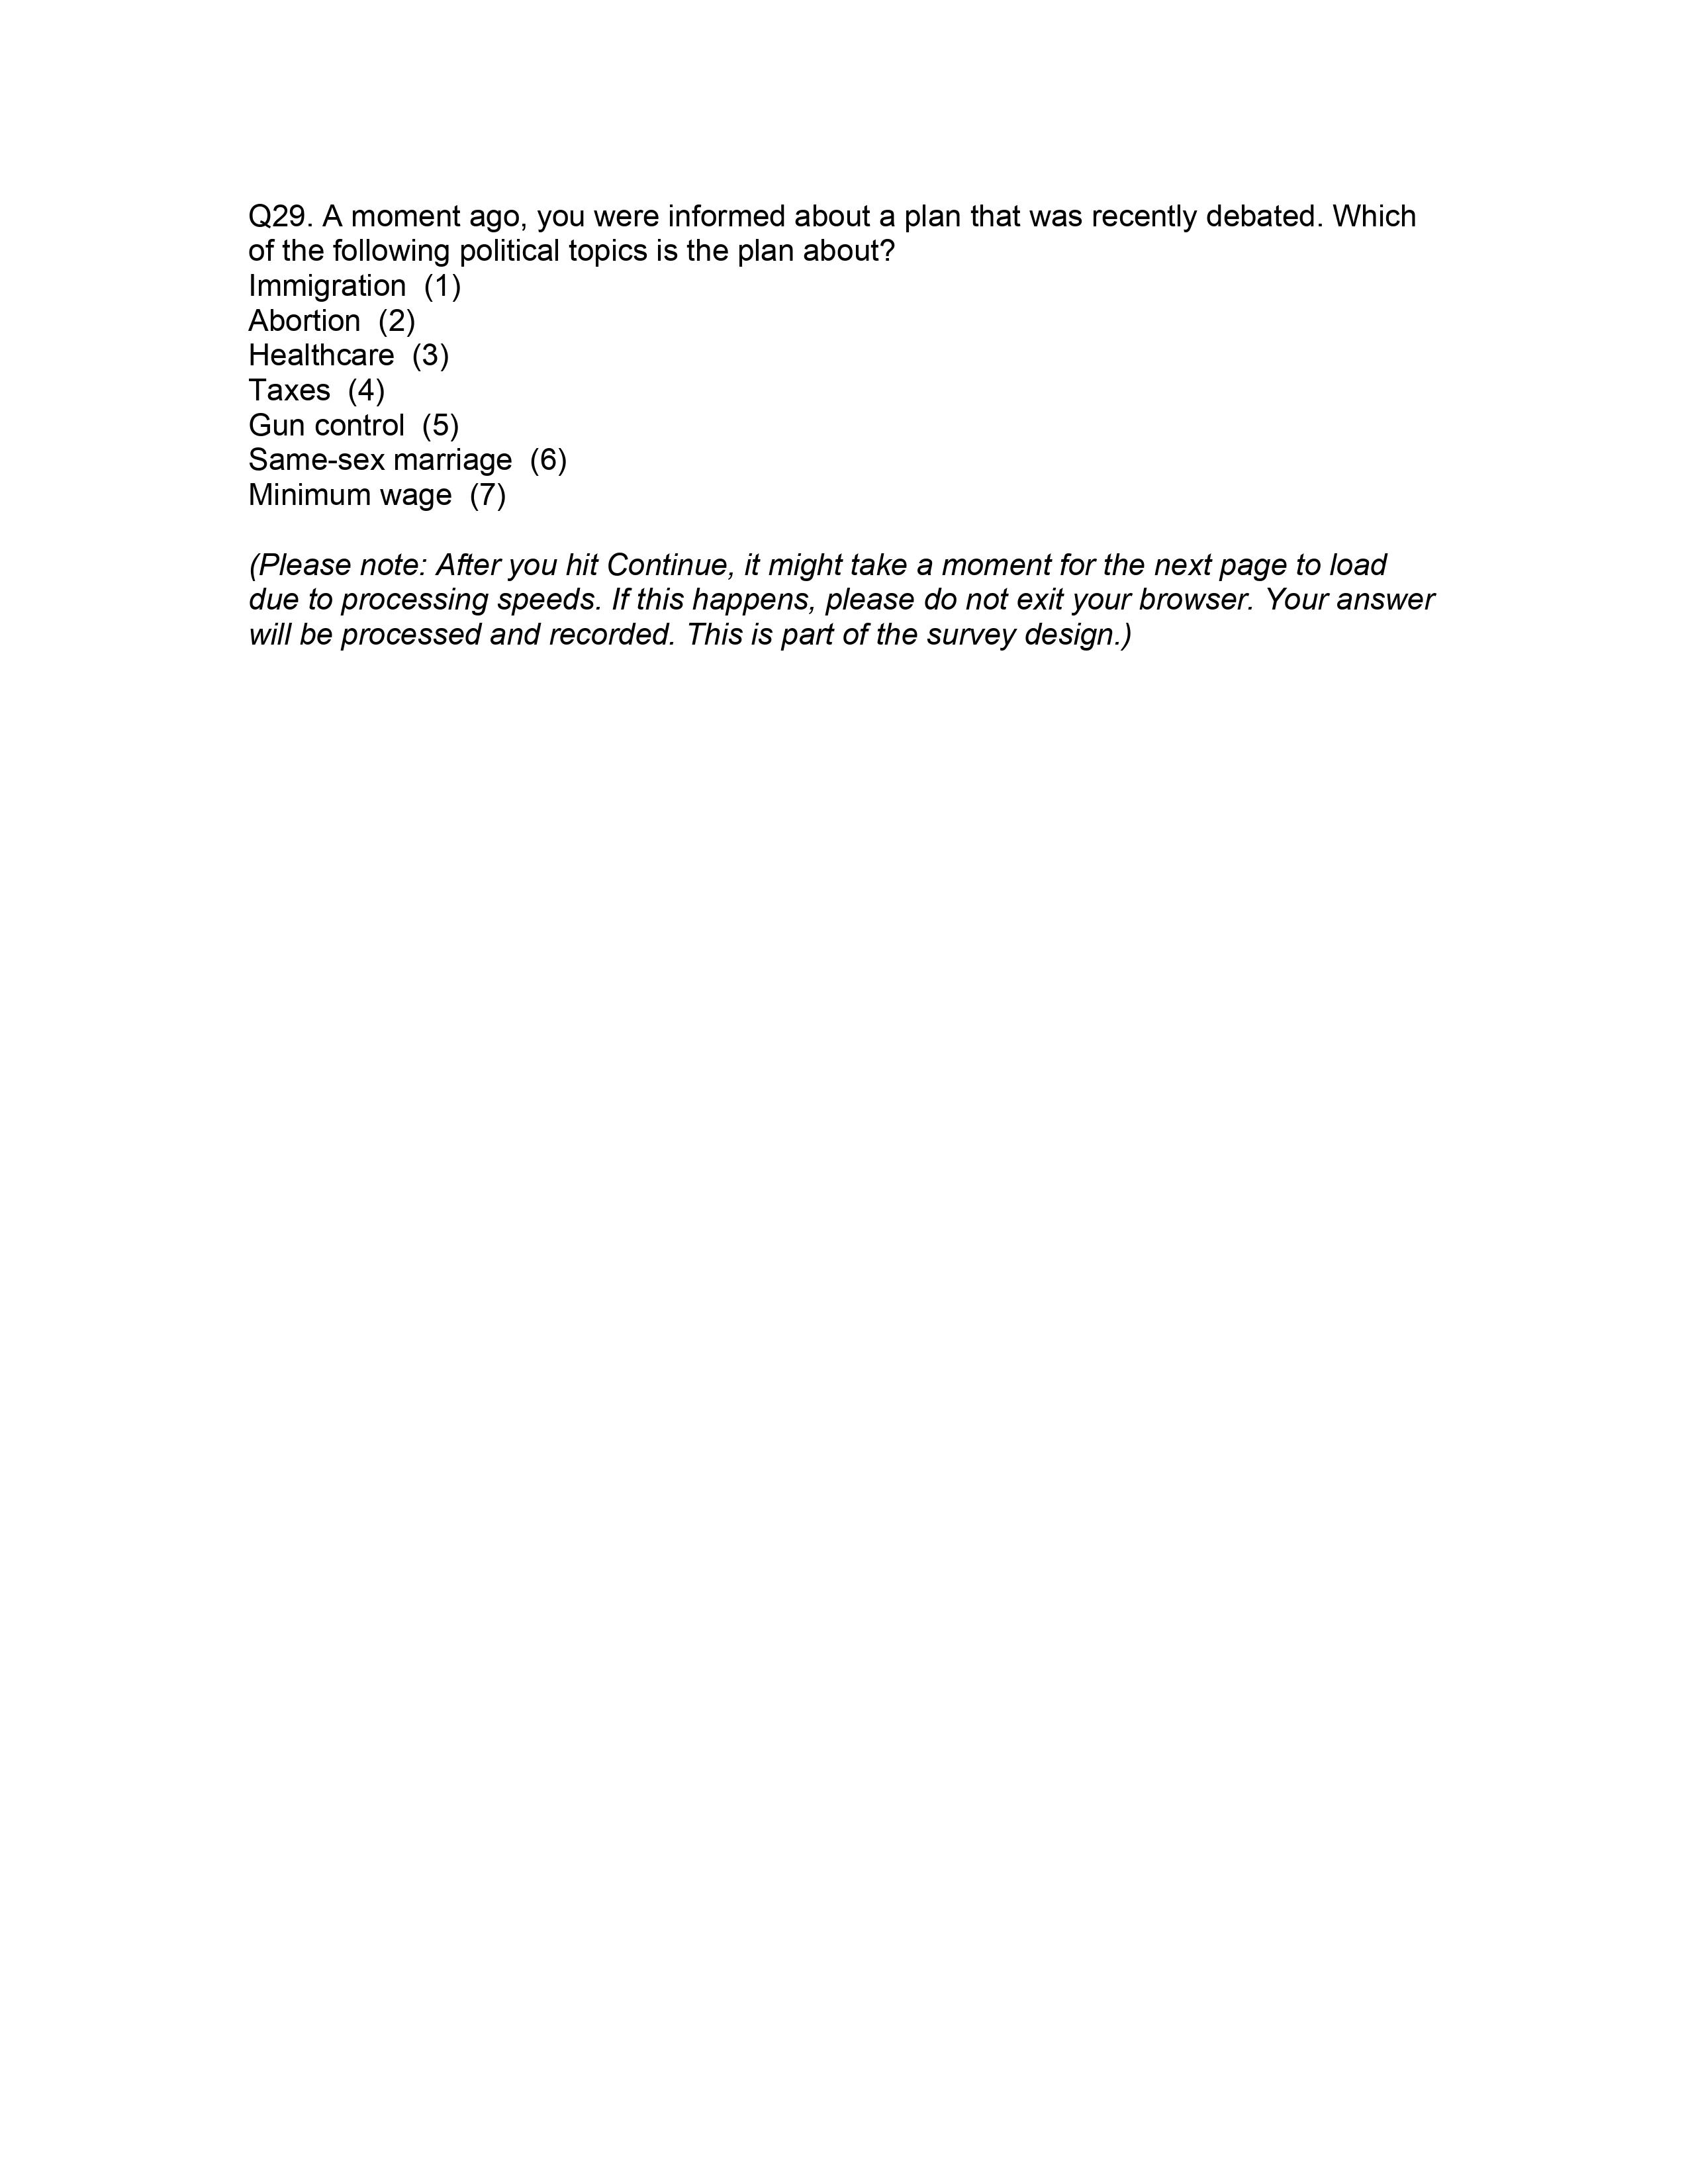 Q29. A moment ago, you were informed about a plan that was recently debated. Which
of the following political topics is the plan about?
Immigration  (1)
Abortion  (2)
Healthcare  (3)
Taxes  (4)
Gun control  (5)
Same-sex marriage  (6)
Minimum wage  (7)
(Please note: After you hit Continue, it might take a moment for the next page to load
due to processing speeds. If this happens, please do not exit your browser. Your answer
will be processed and recorded. This is part of the survey design.)